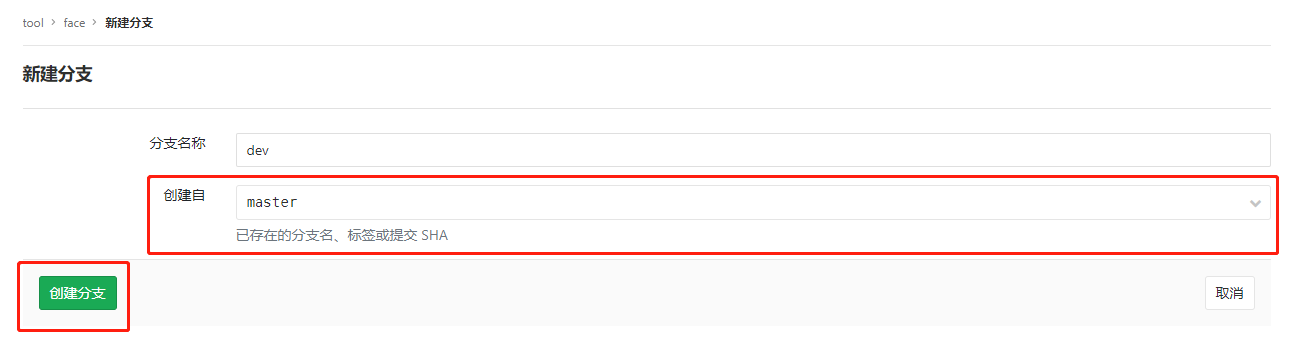 tool > face > 新建分支
新建分支
分支名称 dev
创建自 master
已存在的分支名、标签或提交 SHA
创建分支 取消